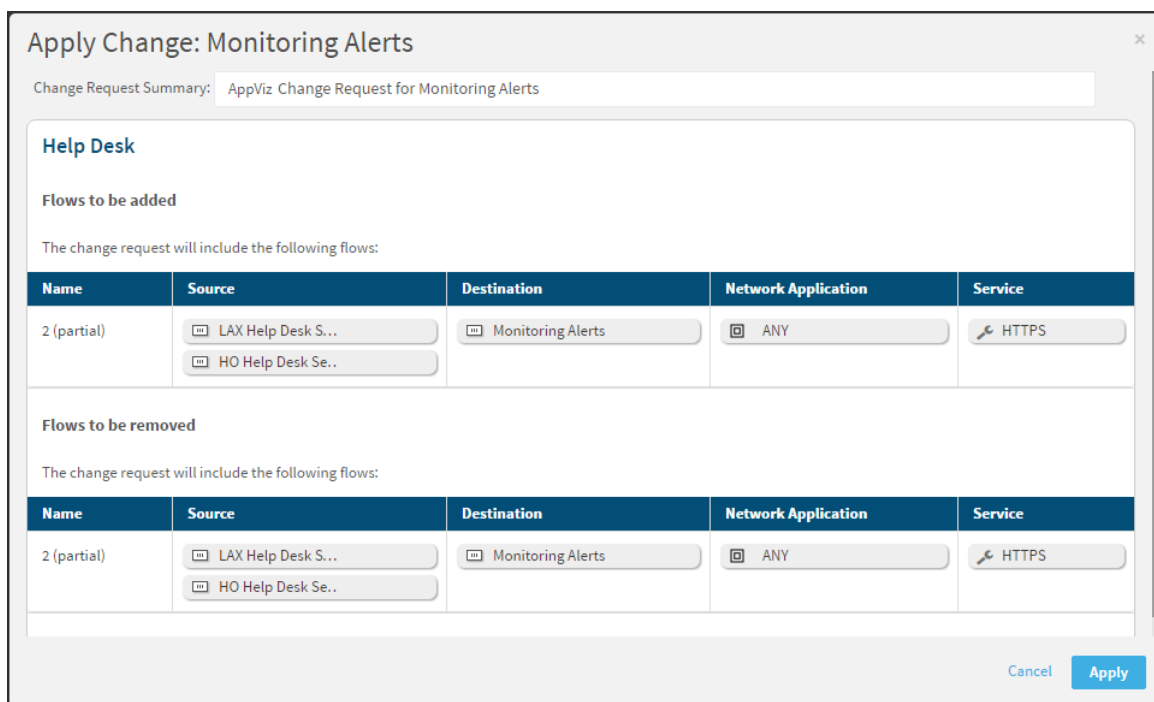 Apply Change: Monitoring Alerts
×
Change Request Summary: AppViz Change Request for Monitoring Alerts
Help Desk
Flows to be added
The change request will include the following flows:
Name Source Destination Network Application Service
2 (partial) LAX Help Desk S... Monitoring Alerts ANY HTTPS
HO Help Desk Se..
Flows to be removed
The change request will include the following flows:
Name Source Destination Network Application Service
2 (partial) LAX Help Desk S... Monitoring Alerts ANY HTTPS
HO Help Desk Se..
Cancel Apply